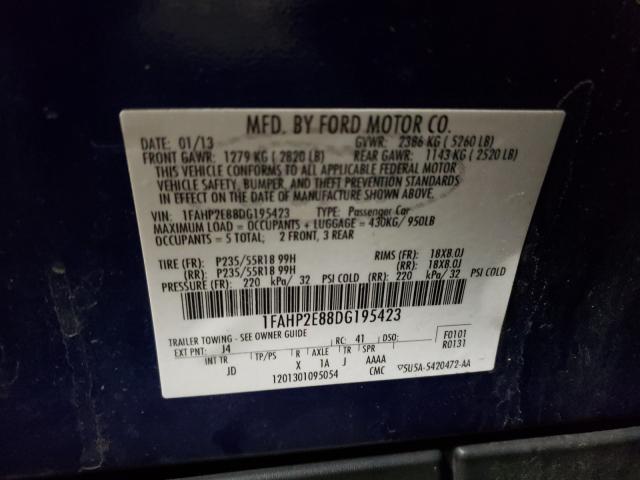 MFD. BY FORD MOTOR CO.
DATE: 01/13 GVWR: 2386 KG ( 5260 LB)
FRONT GAWR: 1279 KG ( 2820 LB) REAR GAWR: 1143 KG ( 2520 LB)
THIS VEHICLE CONFORMS TO ALL APPLICABLE FEDERAL MOTOR
VEHICLE SAFETY, BUMPER, AND THEFT PREVENTION STANDARDS
IN EFFECT ON THE DATE OF MANUFACTURE SHOWN ABOVE.
VIN: 1FAHP2E88DG195423 TYPE: Passenger Car
MAXIMUM LOAD = OCCUPANTS + LUGGAGE = 430KG/ 950LB
OCCUPANTS = 5 TOTAL; 2 FRONT, 3 REAR
TIRE (FR): P235/55R18 99H RIMS (FR): 18X8.0J
(RR): P235/55R18 99H (RR): 18X8.0J
PRESSURE (FR): 220 kPa/ 32 PSI COLD (RR): 220 kPa/ 32 PSI COLD
1FAHP2E88DG195423
TRAILER TOWING - SEE OWNER GUIDE
EXT PNT: J4 RC: 41 DSO: F0101
R0131
INT TR TP/PS R AXLE TR SPR
JD X 1A J AAAA
1201301095054 CMC ▽SU5A-5420472-AA